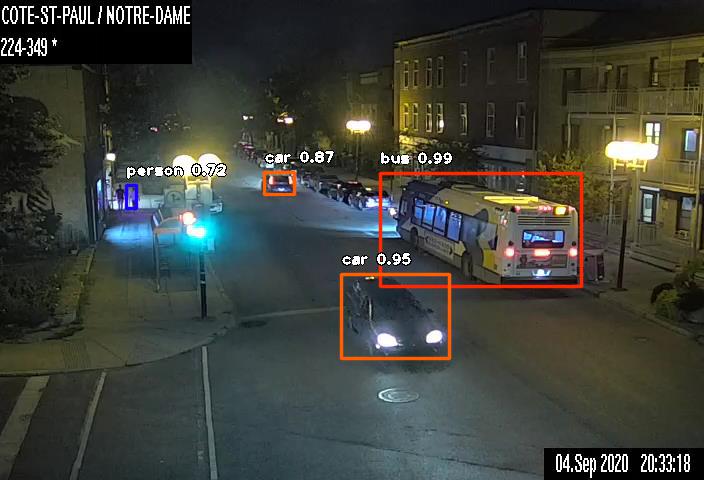 COTE-ST-PAUL / NOTRE-DAME
224-349 *
person 0.72
car 0.87
bus 0.99
car 0.95
04.Sep 2020 20:33:18